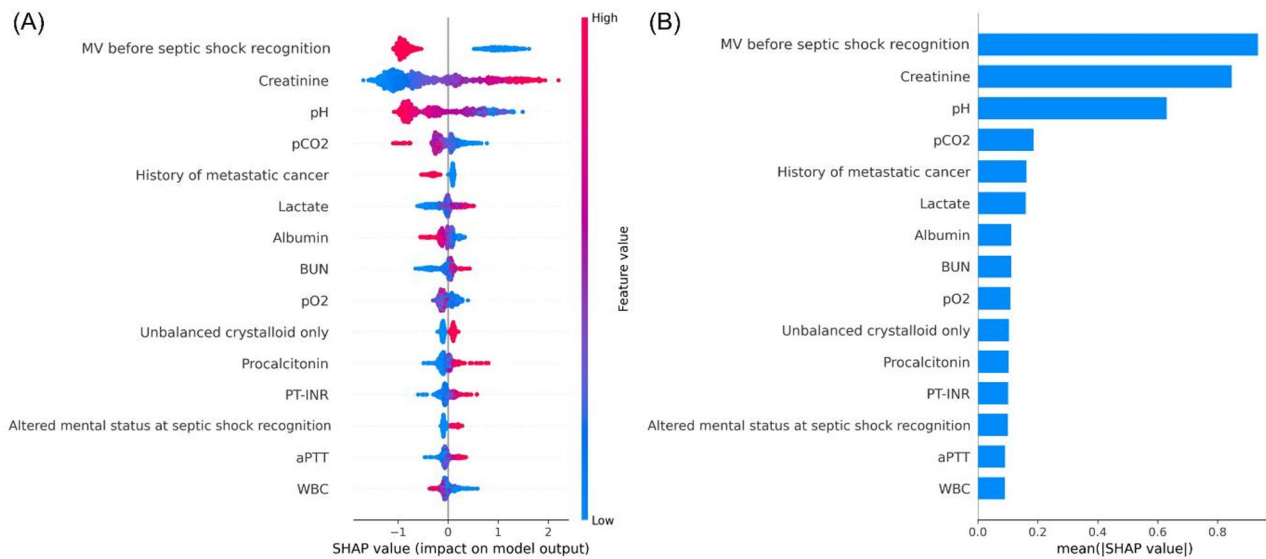 (A)
High
MV before septic shock recognition
Creatinine
pH
pCO2
History of metastatic cancer
Lactate
Albumin
BUN
pO2
Unbalanced crystalloid only
Procalcitonin
PT-INR
Altered mental status at septic shock recognition
aPTT
WBC
Low
Feature value
-1 0 1 2
SHAP value (impact on model output)
(B)
MV before septic shock recognition
Creatinine
pH
pCO2
History of metastatic cancer
Lactate
Albumin
BUN
pO2
Unbalanced crystalloid only
Procalcitonin
PT-INR
Altered mental status at septic shock recognition
aPTT
WBC
0.0 0.2 0.4 0.6 0.8
mean(|SHAP value|)